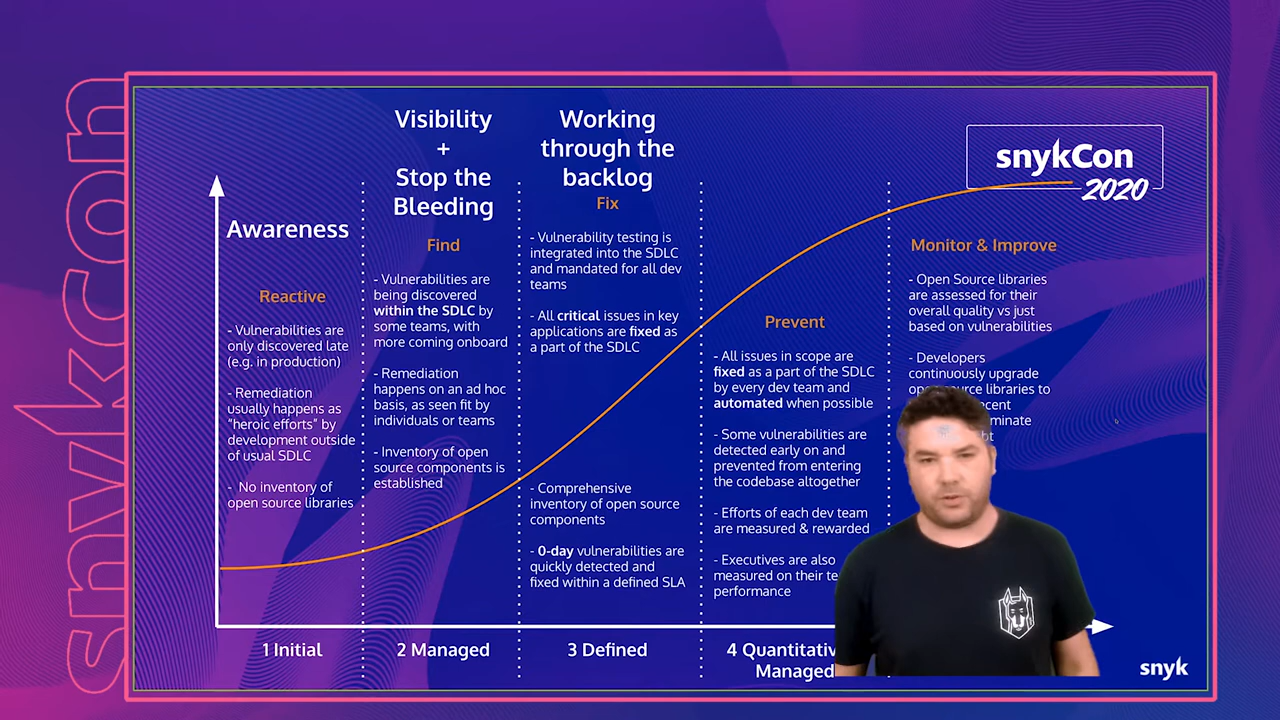 snykcon
snykCon
2020
Awareness
Reactive
- Vulnerabilities are
only discovered late
(e.g. in production)
- Remediation
usually happens as
“heroic efforts” by
development outside
of usual SDLC
- No inventory of
open source libraries
1 Initial
Visibility
+
Stop the
Bleeding
Find
- Vulnerabilities are
being discovered
within the SDLC by
some teams, with
more coming onboard
- Remediation
happens on an ad hoc
basis, as seen fit by
individuals or teams
- Inventory of open
source components is
established
2 Managed
Working
through the
backlog
Fix
- Vulnerability testing is
integrated into the SDLC
and mandated for all dev
teams
- All critical issues in key
applications are fixed as
a part of the SDLC
- Comprehensive
inventory of open source
components
- 0-day vulnerabilities are
quickly detected and
fixed within a defined SLA
3 Defined
Prevent
- All issues in scope are
fixed as a part of the SDLC
by every dev team and
automated when possible
- Some vulnerabilities are
detected early on and
prevented from entering
the codebase altogether
- Efforts of each dev team
are measured & rewarded
- Executives are also
measured on their
performance
4
Managed
Monitor & Improve
- Open Source libraries
are assessed for their
overall quality vs just
based on vulnerabilities
- Developers
continuously upgrade
libraries to
snyk